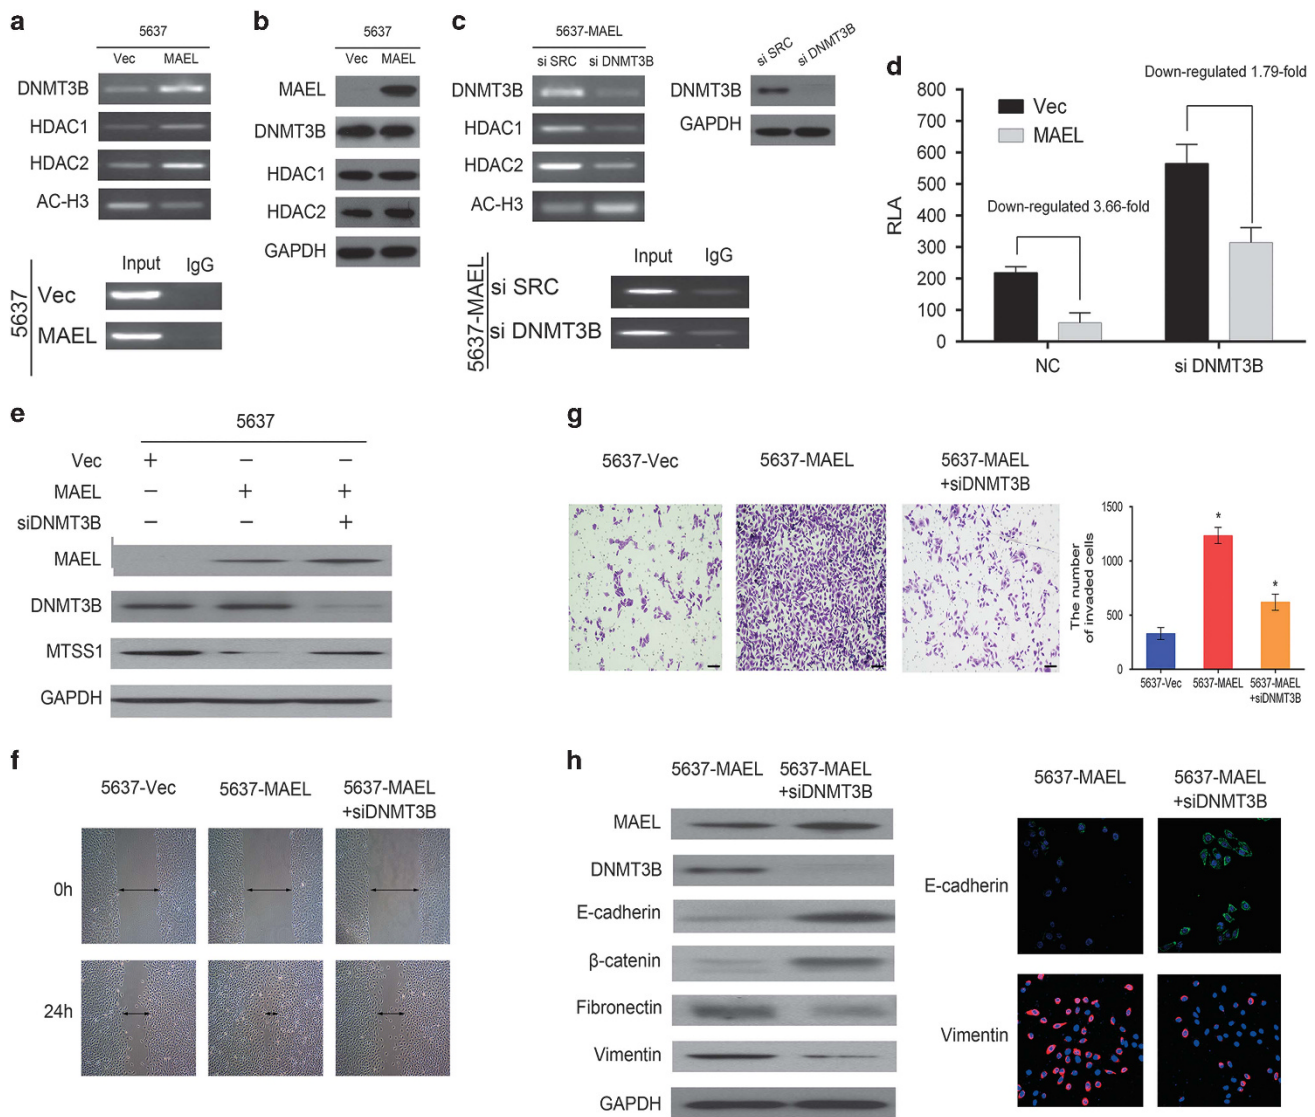 a
5637
Vec MAEL
DNMT3B
HDAC1
HDAC2
AC-H3
Input IgG
5637
Vec
MAEL
b
5637
Vec MAEL
MAEL
DNMT3B
HDAC1
HDAC2
GAPDH
c
5637-MAEL
si SRC si DNMT3B
DNMT3B
HDAC1
HDAC2
AC-H3
si SRC
si DNMT3B
DNMT3B
GAPDH
Input IgG
5637-MAEL
si SRC
si DNMT3B
d
Down-regulated 1.79-fold
Vec
MAEL
Down-regulated 3.66-fold
RLA
800
700
600
500
400
300
200
100
0
NC si DNMT3B
e
5637
Vec + − −
MAEL − + +
siDNMT3B − − +
MAEL
DNMT3B
MTSS1
GAPDH
f
5637-Vec 5637-MAEL 5637-MAEL
+siDNMT3B
0h
24h
g
5637-Vec 5637-MAEL 5637-MAEL
+siDNMT3B
The number
of invaded cells
1500
1000
500
0
*
*
5637-Vec 5637-MAEL 5637-MAEL
+siDNMT3B
h
5637-MAEL 5637-MAEL
+siDNMT3B
MAEL
DNMT3B
E-cadherin
β-catenin
Fibronectin
Vimentin
GAPDH
5637-MAEL 5637-MAEL
+siDNMT3B
E-cadherin
Vimentin